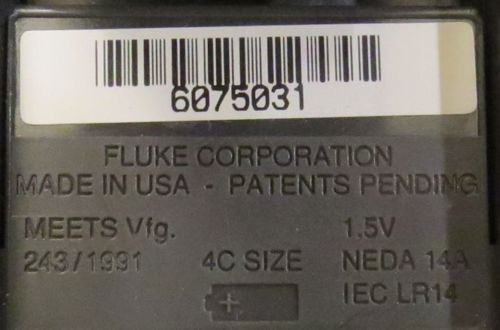 6075031
FLUKE CORPORATION
MADE IN USA - PATENTS PENDING
MEETS Vfg. 1,5V
243/1991 4C SIZE NEDA 14A
IEC LR14